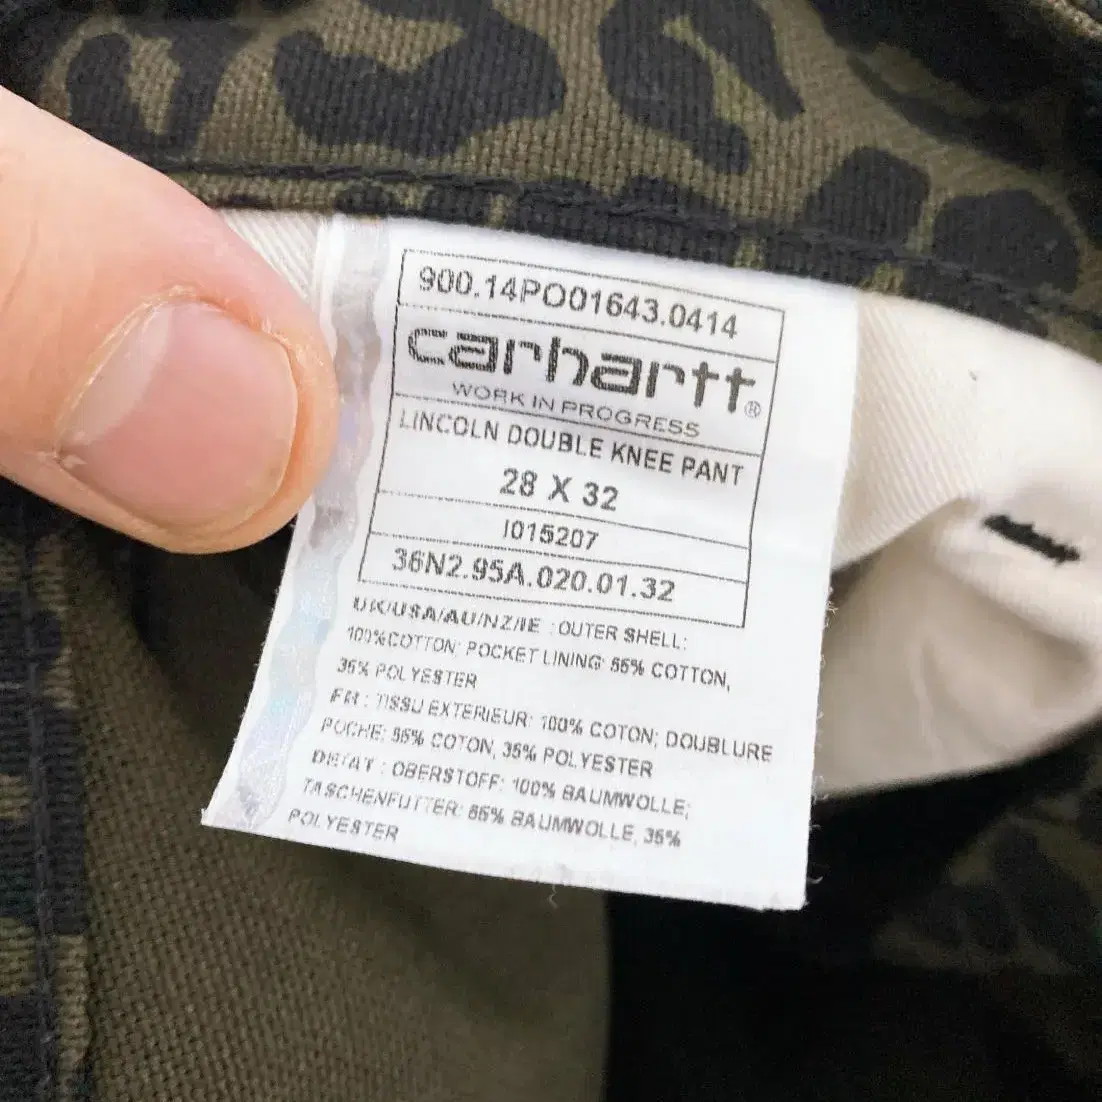 900.14PO01643.0414
carhartt®
WORK IN PROGRESS
LINCOLN DOUBLE KNEE PANT
28 X 32
I015207
36N2.95A.020.01.32
UK/USA/AU/NZ/IE : OUTER SHELL:
100%COTTON; POCKET LINING: 65% COTTON,
35% POLYESTER
FR : TISSU EXTERIEUR: 100% COTON; DOUBLURE
POCHE: 65% COTON, 35% POLYESTER
DE/AT : OBERSTOFF: 100% BAUMWOLLE;
TASCHENFUTTER: 65% BAUMWOLLE, 35%
POLYESTER